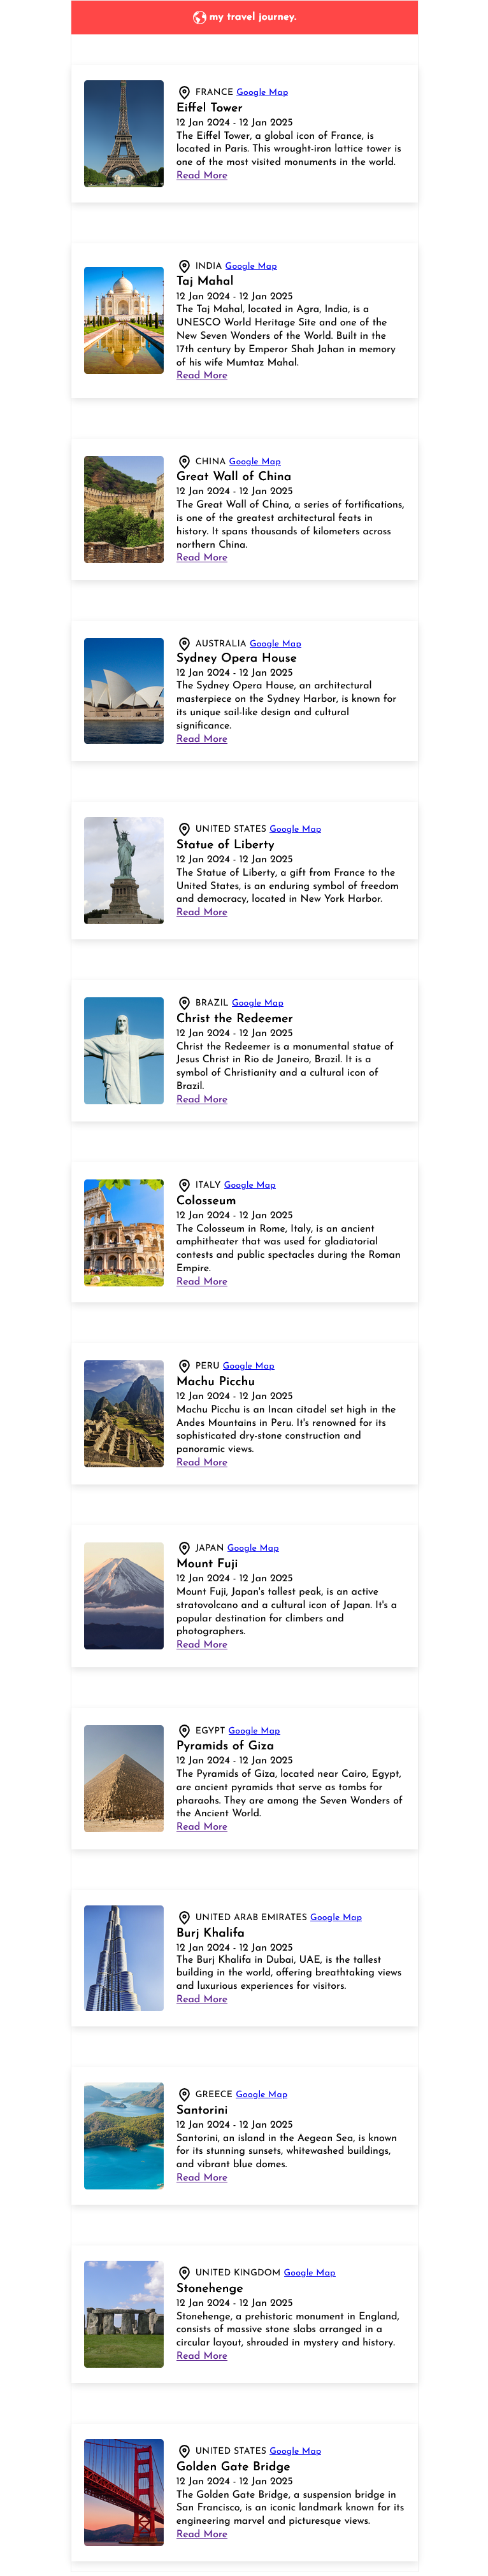 my travel journey.
FRANCE Google Map
Eiffel Tower
12 Jan 2024 - 12 Jan 2025
The Eiffel Tower, a global icon of France, is
located in Paris. This wrought-iron lattice tower is
one of the most visited monuments in the world.
Read More
INDIA Google Map
Taj Mahal
12 Jan 2024 - 12 Jan 2025
The Taj Mahal, located in Agra, India, is a
UNESCO World Heritage Site and one of the
New Seven Wonders of the World. Built in the
17th century by Emperor Shah Jahan in memory
of his wife Mumtaz Mahal.
Read More
CHINA Google Map
Great Wall of China
12 Jan 2024 - 12 Jan 2025
The Great Wall of China, a series of fortifications,
is one of the greatest architectural feats in
history. It spans thousands of kilometers across
northern China.
Read More
AUSTRALIA Google Map
Sydney Opera House
12 Jan 2024 - 12 Jan 2025
The Sydney Opera House, an architectural
masterpiece on the Sydney Harbor, is known for
its unique sail-like design and cultural
significance.
Read More
UNITED STATES Google Map
Statue of Liberty
12 Jan 2024 - 12 Jan 2025
The Statue of Liberty, a gift from France to the
United States, is an enduring symbol of freedom
and democracy, located in New York Harbor.
Read More
BRAZIL Google Map
Christ the Redeemer
12 Jan 2024 - 12 Jan 2025
Christ the Redeemer is a monumental statue of
Jesus Christ in Rio de Janeiro, Brazil. It is a
symbol of Christianity and a cultural icon of
Brazil.
Read More
ITALY Google Map
Colosseum
12 Jan 2024 - 12 Jan 2025
The Colosseum in Rome, Italy, is an ancient
amphitheater that was used for gladiatorial
contests and public spectacles during the Roman
Empire.
Read More
PERU Google Map
Machu Picchu
12 Jan 2024 - 12 Jan 2025
Machu Picchu is an Incan citadel set high in the
Andes Mountains in Peru. It's renowned for its
sophisticated dry-stone construction and
panoramic views.
Read More
JAPAN Google Map
Mount Fuji
12 Jan 2024 - 12 Jan 2025
Mount Fuji, Japan's tallest peak, is an active
stratovolcano and a cultural icon of Japan. It's a
popular destination for climbers and
photographers.
Read More
EGYPT Google Map
Pyramids of Giza
12 Jan 2024 - 12 Jan 2025
The Pyramids of Giza, located near Cairo, Egypt,
are ancient pyramids that serve as tombs for
pharaohs. They are among the Seven Wonders of
the Ancient World.
Read More
UNITED ARAB EMIRATES Google Map
Burj Khalifa
12 Jan 2024 - 12 Jan 2025
The Burj Khalifa in Dubai, UAE, is the tallest
building in the world, offering breathtaking views
and luxurious experiences for visitors.
Read More
GREECE Google Map
Santorini
12 Jan 2024 - 12 Jan 2025
Santorini, an island in the Aegean Sea, is known
for its stunning sunsets, whitewashed buildings,
and vibrant blue domes.
Read More
UNITED KINGDOM Google Map
Stonehenge
12 Jan 2024 - 12 Jan 2025
Stonehenge, a prehistoric monument in England,
consists of massive stone slabs arranged in a
circular layout, shrouded in mystery and history.
Read More
UNITED STATES Google Map
Golden Gate Bridge
12 Jan 2024 - 12 Jan 2025
The Golden Gate Bridge, a suspension bridge in
San Francisco, is an iconic landmark known for its
engineering marvel and picturesque views.
Read More